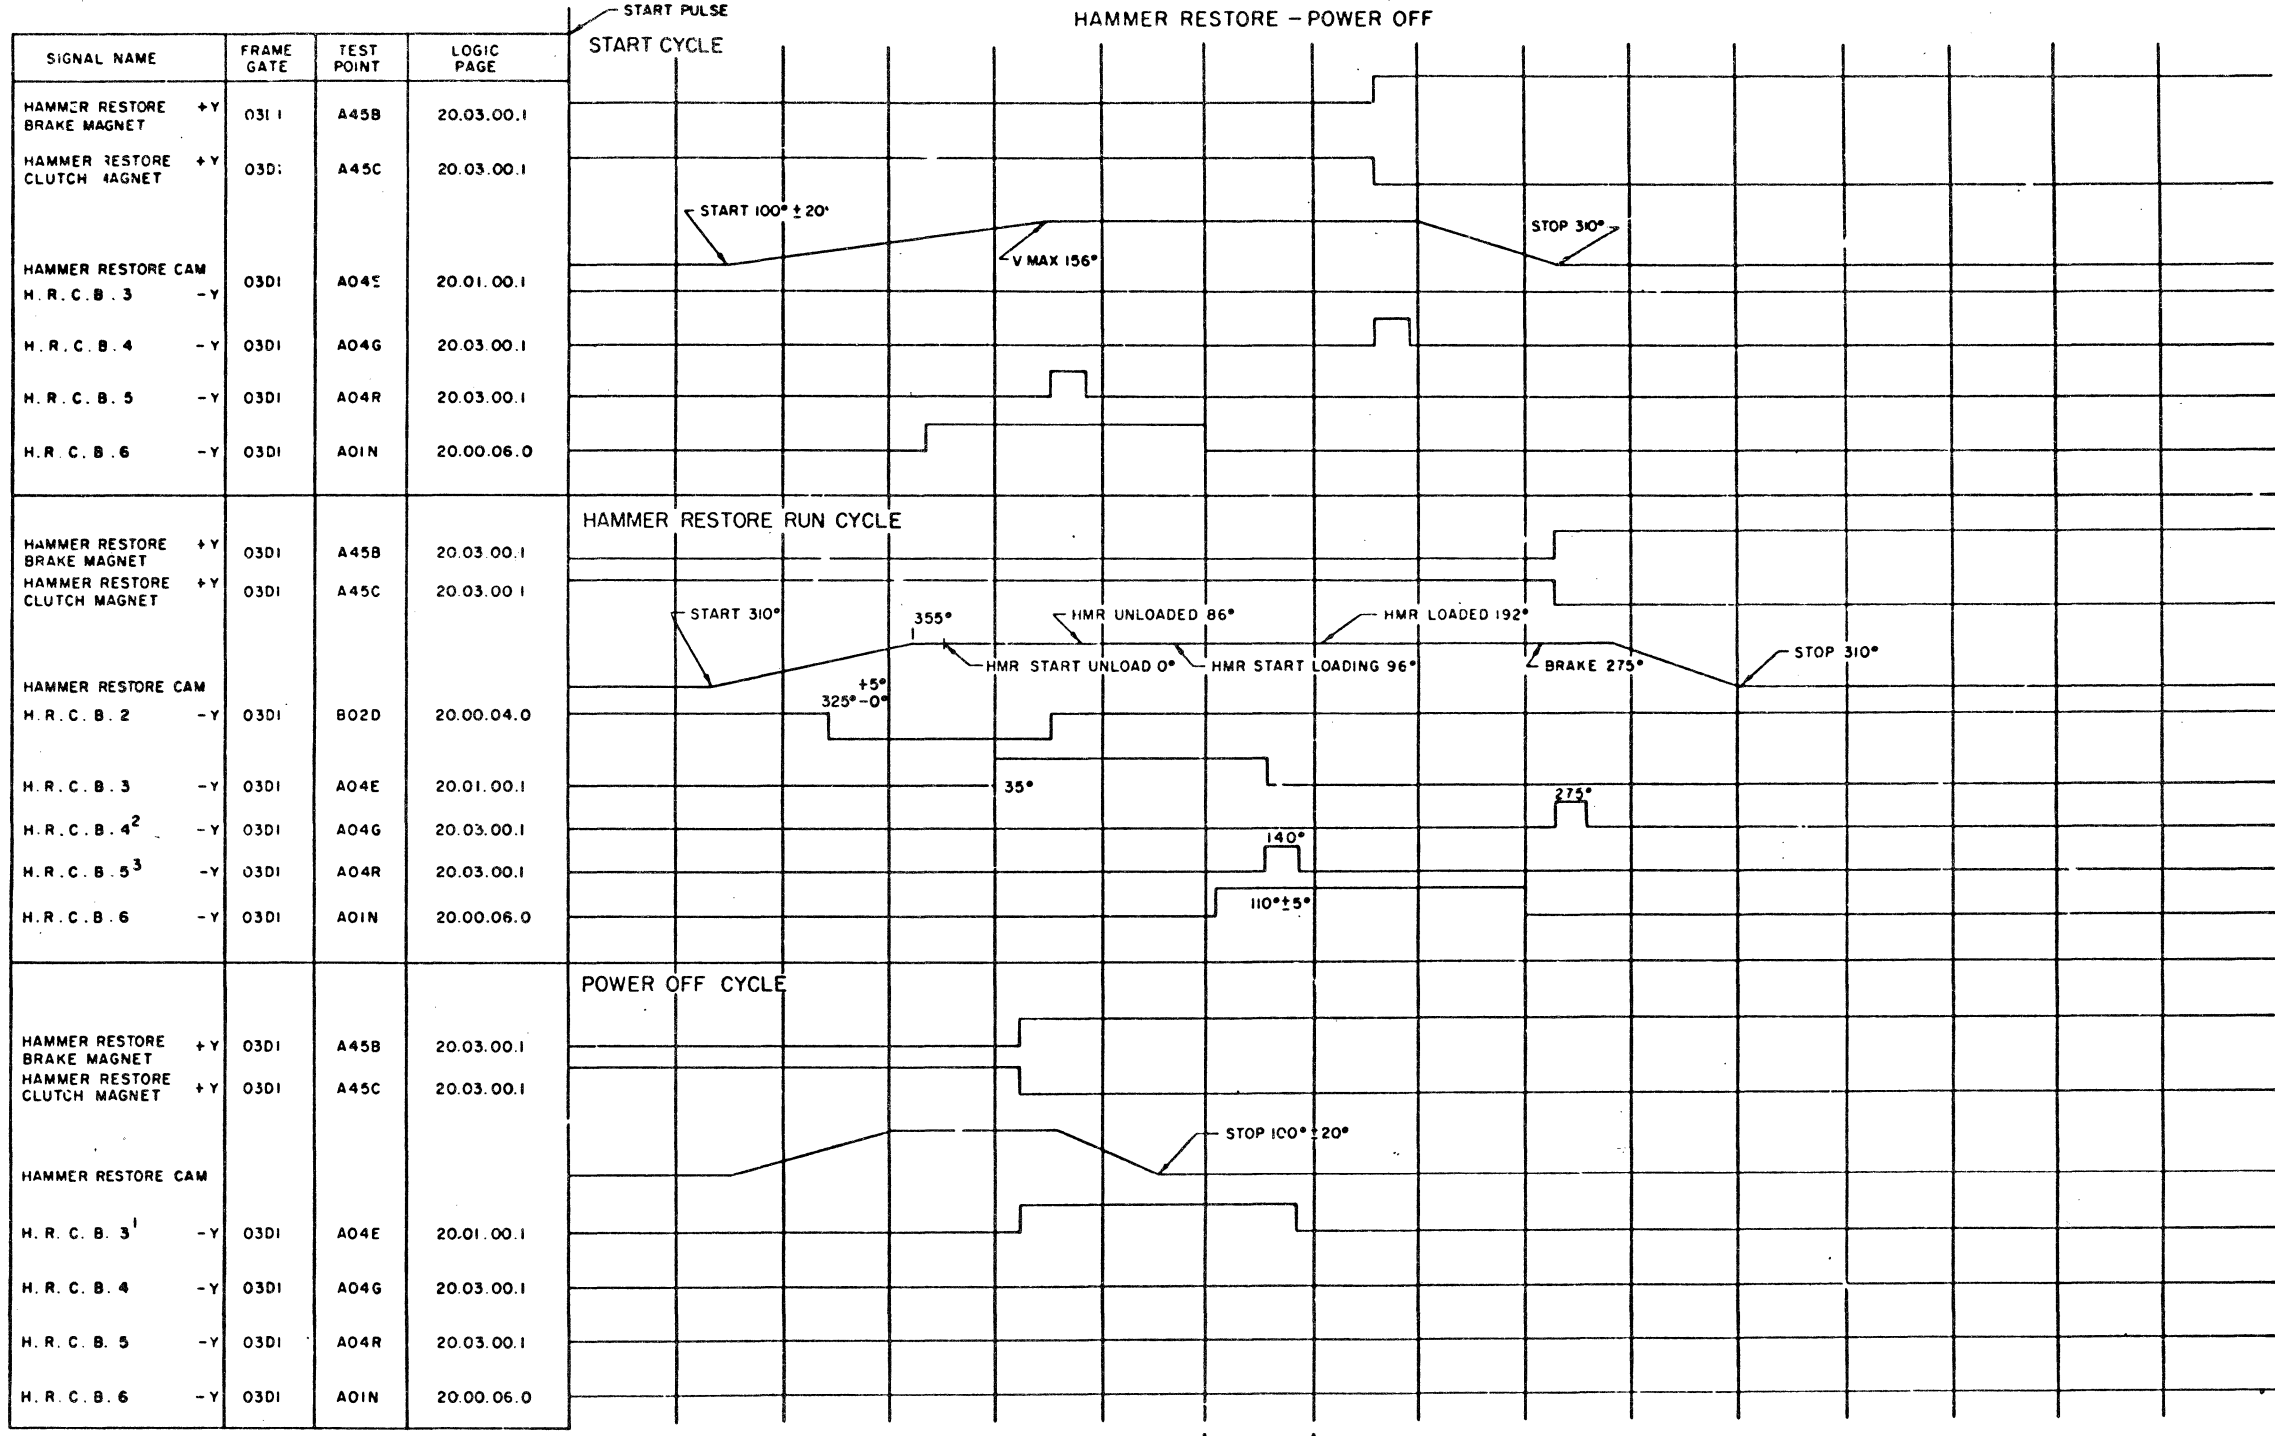 START PULSE
HAMMER RESTORE - POWER OFF
SIGNAL NAME FRAME GATE TEST POINT LOGIC PAGE
START CYCLE
HAMMER RESTORE BRAKE MAGNET +Y A45B 20.03.00.1
HAMMER RESTORE CLUTCH MAGNET +Y A45C 20.03.00.1
START 100° ± 20°
V MAX 156°
STOP 310°
HAMMER RESTORE CAM
H.R.C.B. 3 -Y 03D1 20.01.00.1
H.R.C.B. 4 -Y 03D1 A04G 20.03.00.1
H.R.C.B. 5 -Y 03D1 A04R 20.03.00.1
H.R.C.B. 6 -Y 03D1 A01N 20.00.06.0
HAMMER RESTORE RUN CYCLE
HAMMER RESTORE BRAKE MAGNET +Y 03D1 A45B 20.03.00.1
HAMMER RESTORE CLUTCH MAGNET +Y 03D1 A45C 20.03.00 1
START 310°
355°
HMR UNLOADED 86°
HMR LOADED 192°
HMR START UNLOAD 0°
HMR START LOADING 96°
BRAKE 275°
STOP 310°
HAMMER RESTORE CAM
325° +5° -0°
H.R.C.B. 2 -Y 03D1 B02D 20.00.04.0
H.R.C.B. 3 -Y 03D1 A04E 20.01.00.1
35°
275°
H.R.C.B. 4² -Y 03D1 A04G 20.03.00.1
140°
H.R.C.B. 5³ -Y 03D1 A04R 20.03.00.1
110°±5°
H.R.C.B. 6 -Y 03D1 A01N 20.00.06.0
POWER OFF CYCLE
HAMMER RESTORE BRAKE MAGNET +Y 03D1 A45B 20.03.00.1
HAMMER RESTORE CLUTCH MAGNET +Y 03D1 A45C 20.03.00.1
STOP 100° ± 20°
HAMMER RESTORE CAM
H.R.C.B. 3¹ -Y 03D1 A04E 20.01.00.1
H.R.C.B. 4 -Y 03D1 A04G 20.03.00.1
H.R.C.B. 5 -Y 03D1 A04R 20.03.00.1
H.R.C.B. 6 -Y 03D1 A01N 20.00.06.0